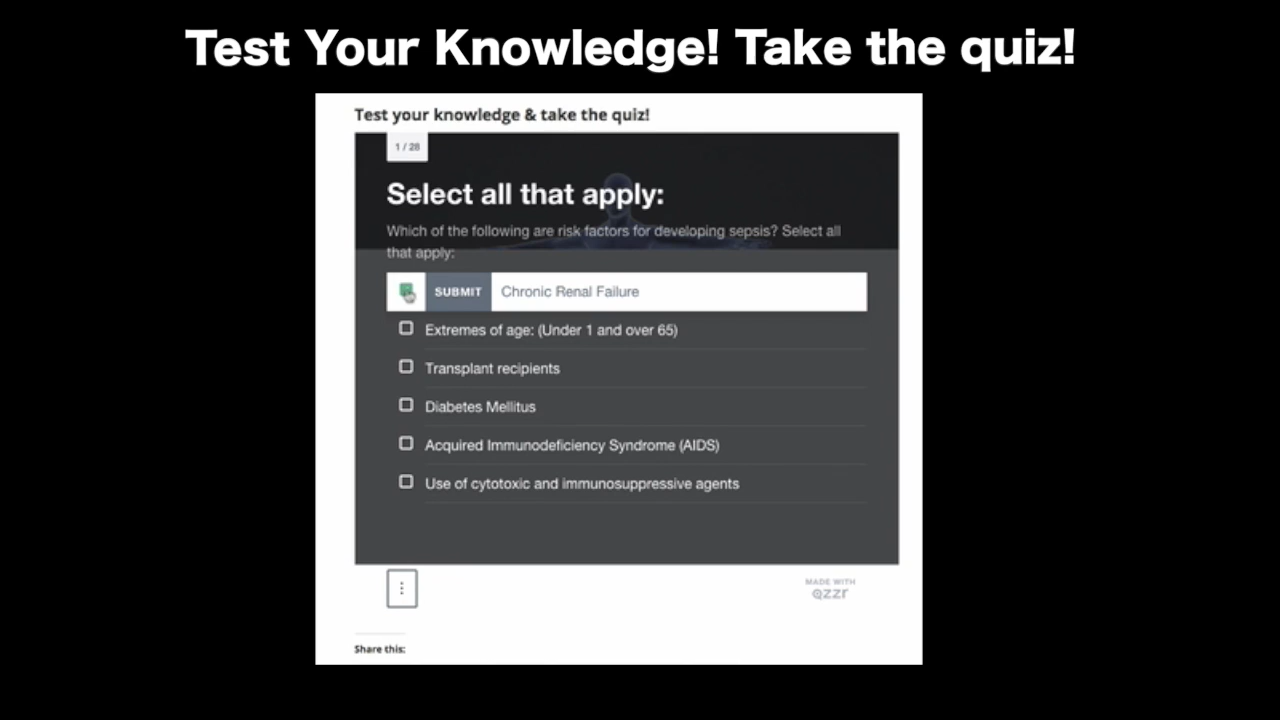 Test Your Knowledge! Take the quiz!
Test your knowledge & take the quiz!
1 / 28
Select all that apply:
Which of the following are risk factors for developing sepsis? Select all
that apply:
SUBMIT Chronic Renal Failure
Extremes of age: (Under 1 and over 65)
Transplant recipients
Diabetes Mellitus
Acquired Immunodeficiency Syndrome (AIDS)
Use of cytotoxic and immunosuppressive agents
MADE WITH
qzzr
Share this: